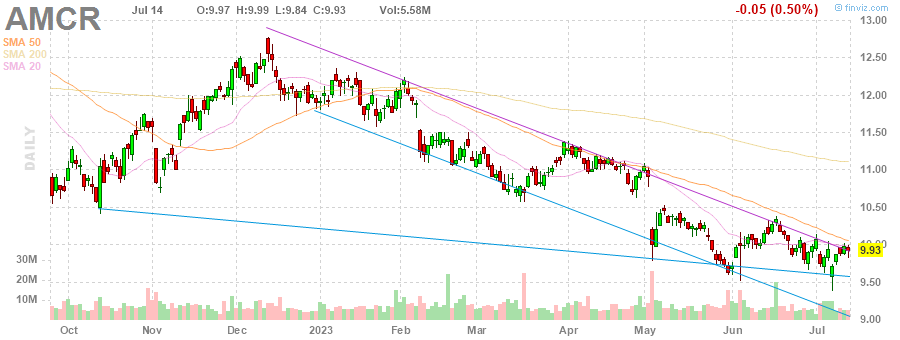 AMCR Jul 14 O:9.97 H:9.99 L:9.84 C:9.93 Vol:5.58M -0.05 (0.50%) © finviz.com
SMA 50
SMA 200
SMA 20
DAILY
13.00
12.50
12.00
11.50
11.00
10.50
10.00
9.93
9.50
9.00
30M
20M
10M
Oct Nov Dec 2023 Feb Mar Apr May Jun Jul